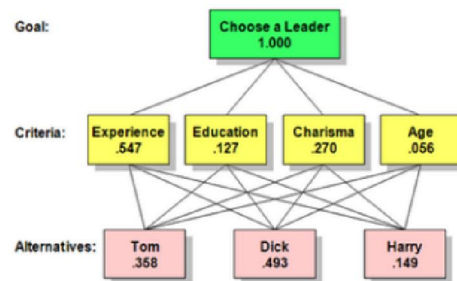 Goal:
Choose a Leader
1.000
Criteria:
Experience
.547
Education
.127
Charisma
.270
Age
.056
Alternatives:
Tom
.358
Dick
.493
Harry
.149